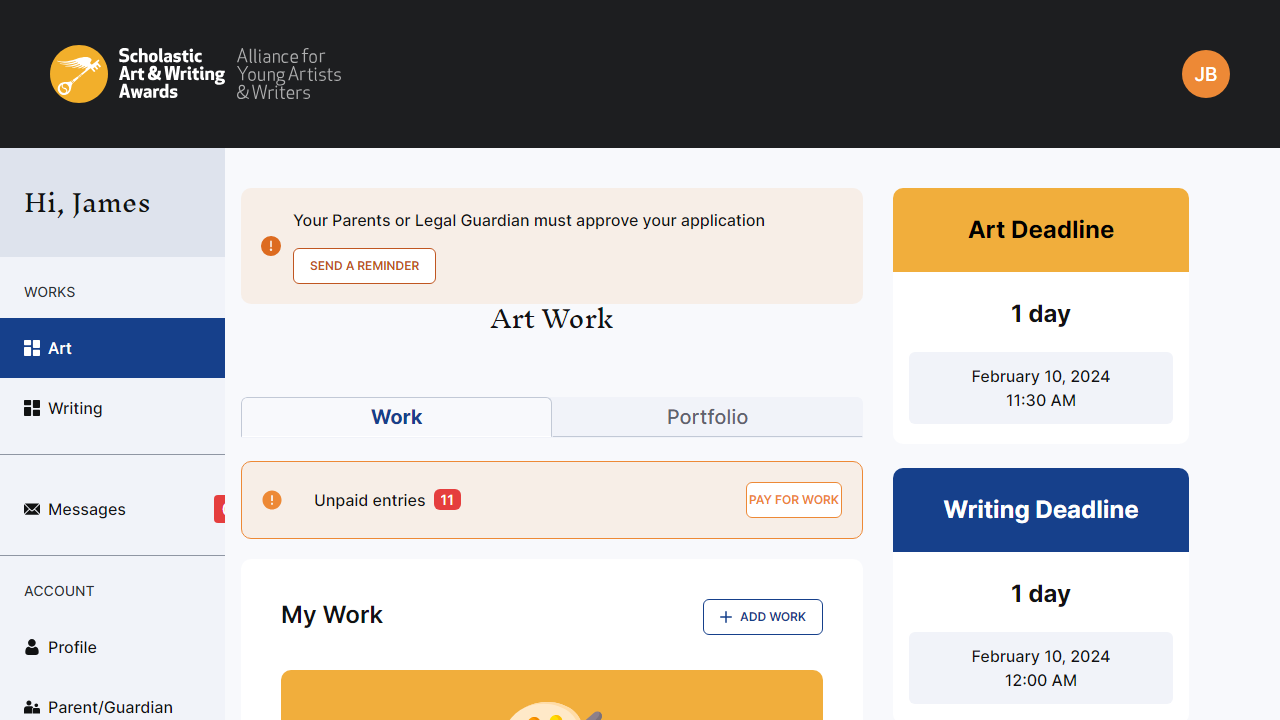 Scholastic
Art & Writing
Awards
Alliance for
Young Artists
& Writers
JB
Hi, James
WORKS
Art
Writing
Messages
ACCOUNT
Profile
Parent/Guardian
Your Parents or Legal Guardian must approve your application
SEND A REMINDER
Art Work
Work
Portfolio
Unpaid entries 11
PAY FOR WORK
My Work
ADD WORK
Art Deadline
1 day
February 10, 2024
11:30 AM
Writing Deadline
1 day
February 10, 2024
12:00 AM